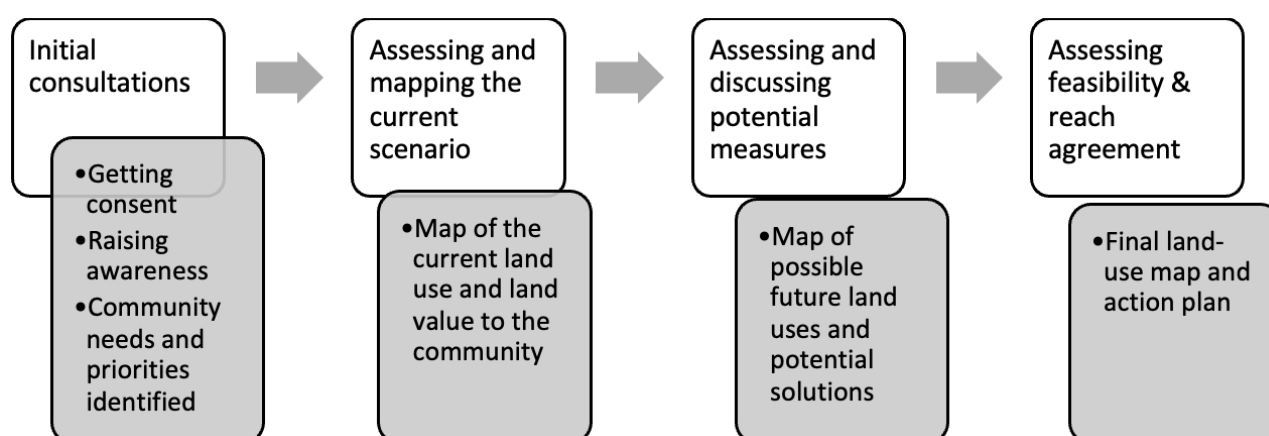 Initial
consultations
•Getting
consent
•Raising
awareness
•Community
needs and
priorities
identified
Assessing and
mapping the
current
scenario
•Map of the
current land
use and land
value to the
community
Assessing and
discussing
potential
measures
•Map of
possible
future land
uses and
potential
solutions
Assessing
feasibility &
reach
agreement
•Final land-
use map and
action plan